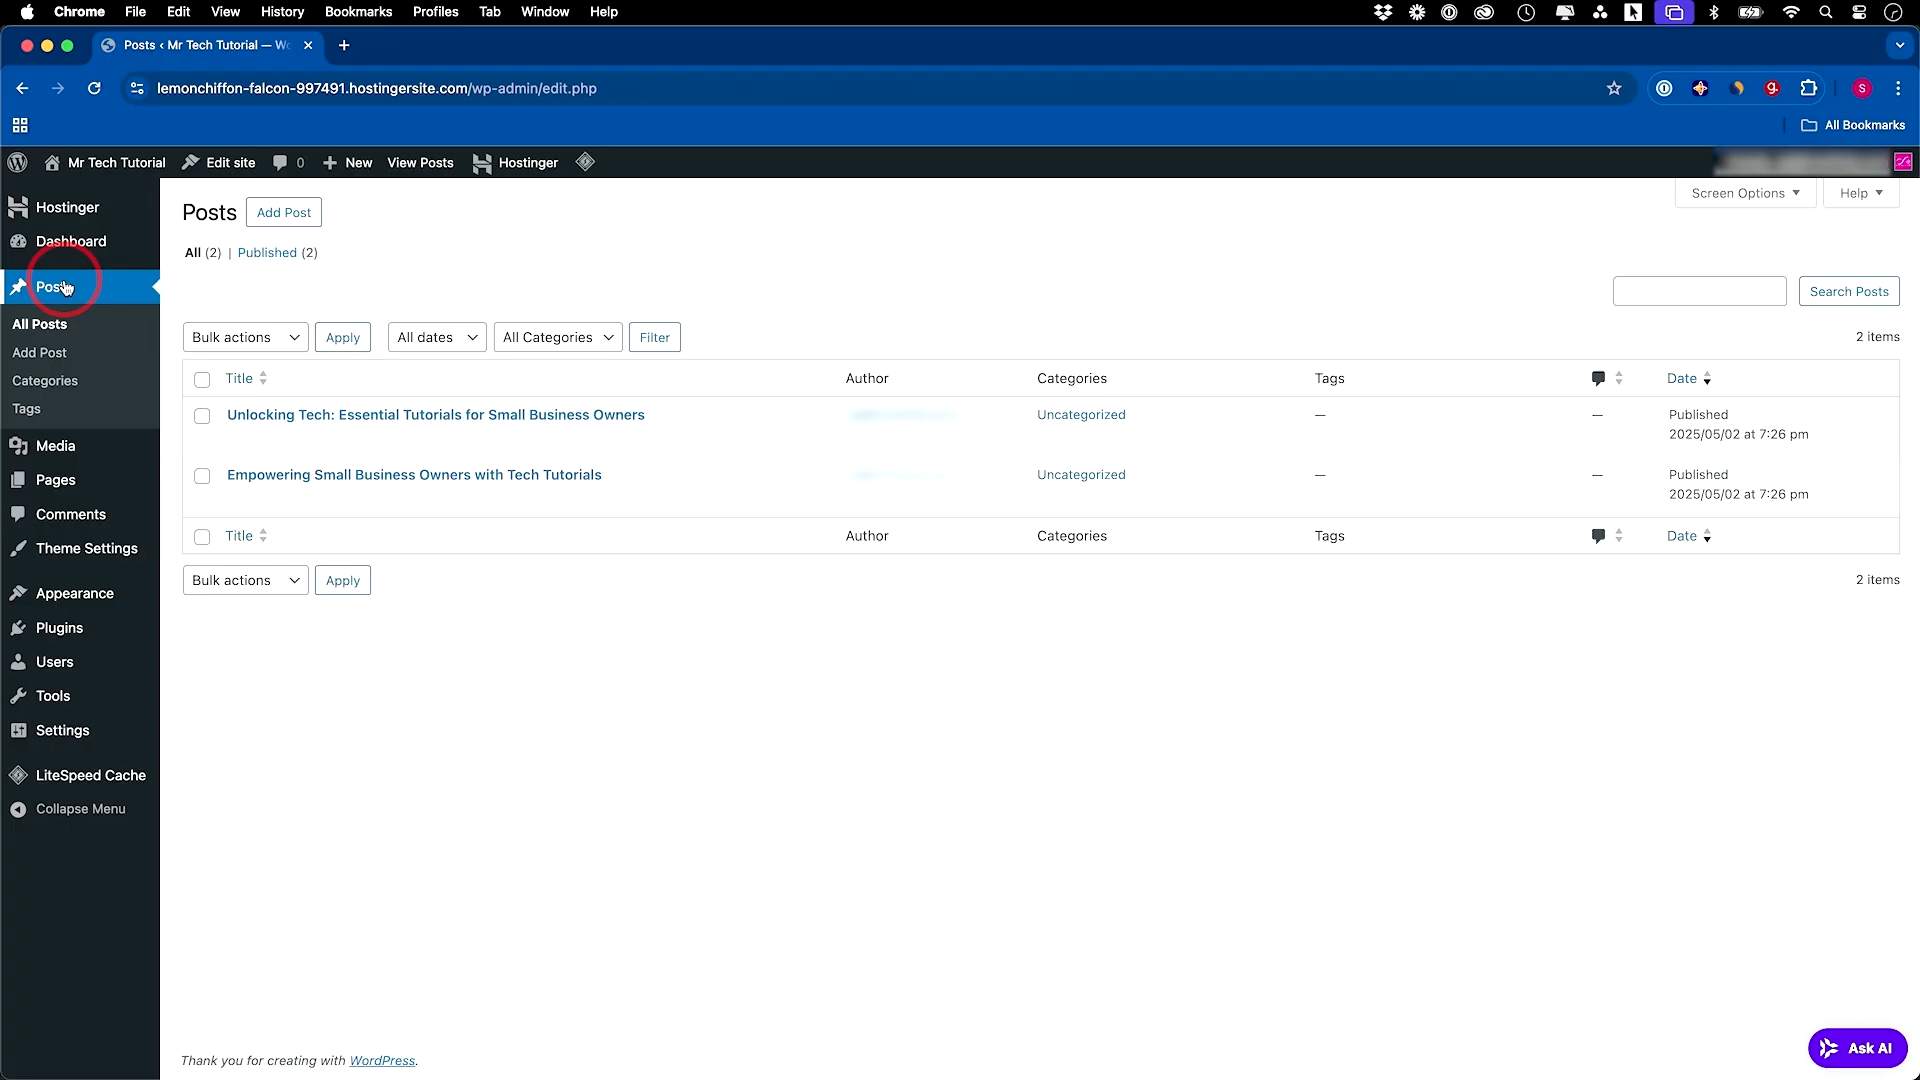 Chrome File Edit View History Bookmarks Profiles Tab Window Help
Posts ‹ Mr Tech Tutorial — Wo
lemonchiffon-falcon-997491.hostingersite.com/wp-admin/edit.php
g. S
All Bookmarks
Mr Tech Tutorial Edit site 0 New View Posts Hostinger
Hostinger
Dashboard
Posts
All Posts
Add Post
Categories
Tags
Media
Pages
Comments
Theme Settings
Appearance
Plugins
Users
Tools
Settings
LiteSpeed Cache
Collapse Menu
Screen Options Help
Posts Add Post
All (2) | Published (2)
Search Posts
Bulk actions Apply All dates All Categories Filter 2 items
Title Author Categories Tags Date
Unlocking Tech: Essential Tutorials for Small Business Owners Uncategorized — — Published
2025/05/02 at 7:26 pm
Empowering Small Business Owners with Tech Tutorials Uncategorized — — Published
2025/05/02 at 7:26 pm
Title Author Categories Tags Date
Bulk actions Apply 2 items
Thank you for creating with WordPress.
Ask AI